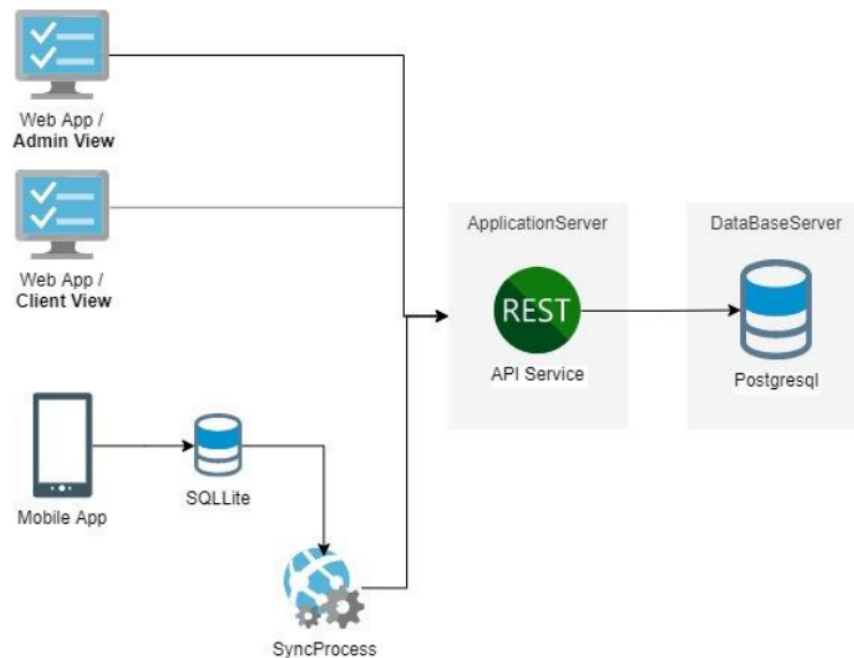 Web App /
Admin View
Web App /
Client View
ApplicationServer
REST
API Service
DataBaseServer
Postgresql
Mobile App
SQLLite
SyncProcess